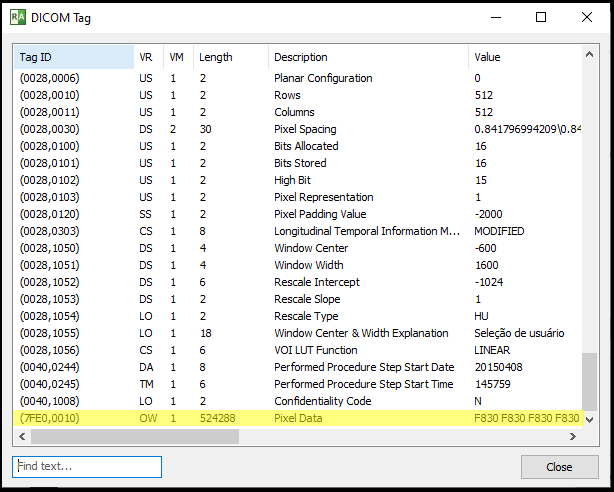 RA DICOM Tag
Tag ID VR VM Length Description Value
(0028,0006) US 1 2 Planar Configuration 0
(0028,0010) US 1 2 Rows 512
(0028,0011) US 1 2 Columns 512
(0028,0030) DS 2 30 Pixel Spacing 0.841796994209\0.84
(0028,0100) US 1 2 Bits Allocated 16
(0028,0101) US 1 2 Bits Stored 16
(0028,0102) US 1 2 High Bit 15
(0028,0103) US 1 2 Pixel Representation 1
(0028,0120) SS 1 2 Pixel Padding Value -2000
(0028,0303) CS 1 8 Longitudinal Temporal Information M... MODIFIED
(0028,1050) DS 1 4 Window Center -600
(0028,1051) DS 1 4 Window Width 1600
(0028,1052) DS 1 6 Rescale Intercept -1024
(0028,1053) DS 1 2 Rescale Slope 1
(0028,1054) LO 1 2 Rescale Type HU
(0028,1055) LO 1 18 Window Center & Width Explanation Seleção de usuário
(0028,1056) CS 1 6 VOI LUT Function LINEAR
(0040,0244) DA 1 8 Performed Procedure Step Start Date 20150408
(0040,0245) TM 1 6 Performed Procedure Step Start Time 145759
(0040,1008) LO 1 2 Confidentiality Code N
(7FE0,0010) OW 1 524288 Pixel Data F830 F830 F830 F830
Find text... Close